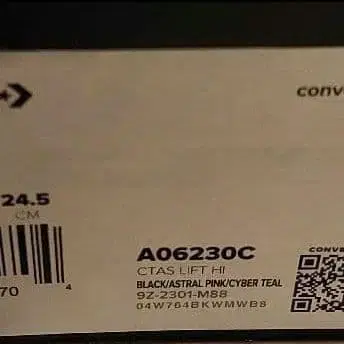 conv
24.5
CM
70
4
A06230C
CTAS LIFT HI
BLACK/ASTRAL PINK/CYBER TEAL
9Z-2301-M88
04W764BKWMWB8
CONVE